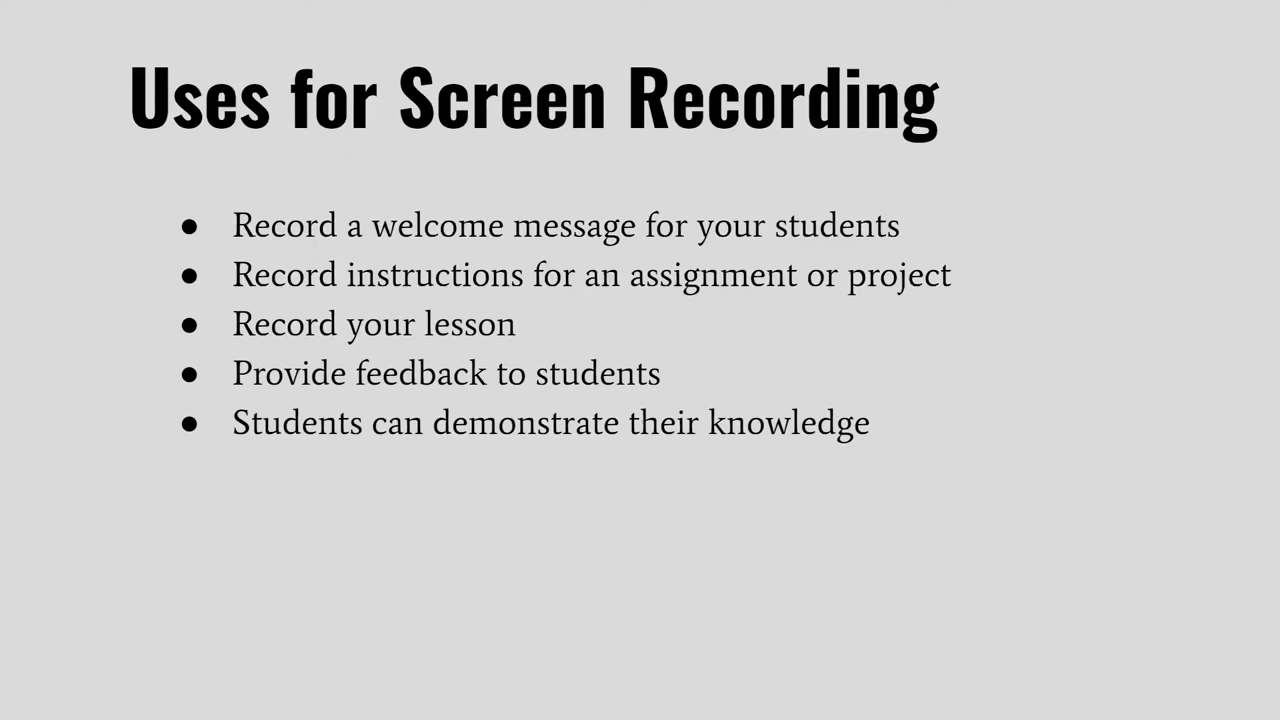 Uses for Screen Recording
● Record a welcome message for your students
● Record instructions for an assignment or project
● Record your lesson
● Provide feedback to students
● Students can demonstrate their knowledge